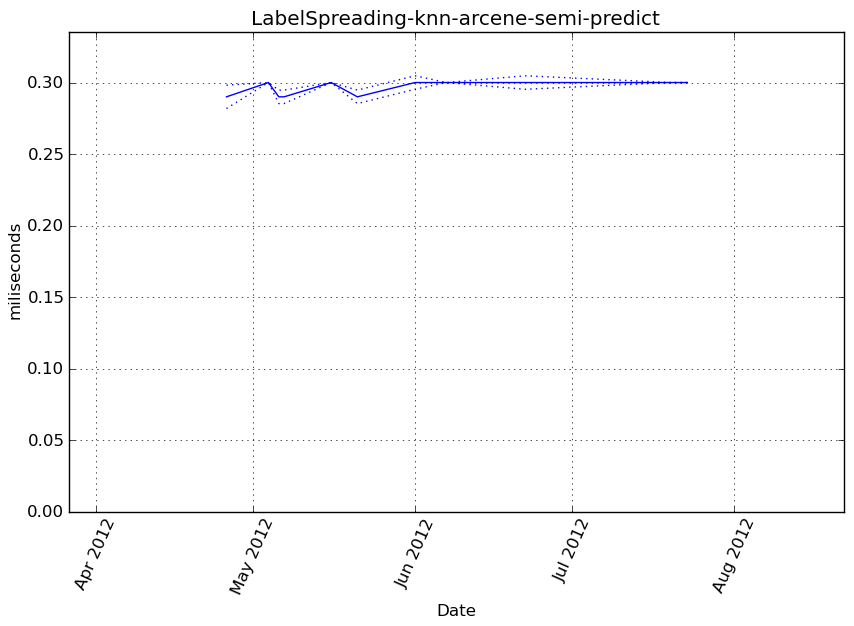 LabelSpreading-knn-arcene-semi-predict
0.30
0.25
0.20
0.15
0.10
0.05
0.00
miliseconds
Apr 2012
May 2012
Jun 2012
Jul 2012
Aug 2012
Date